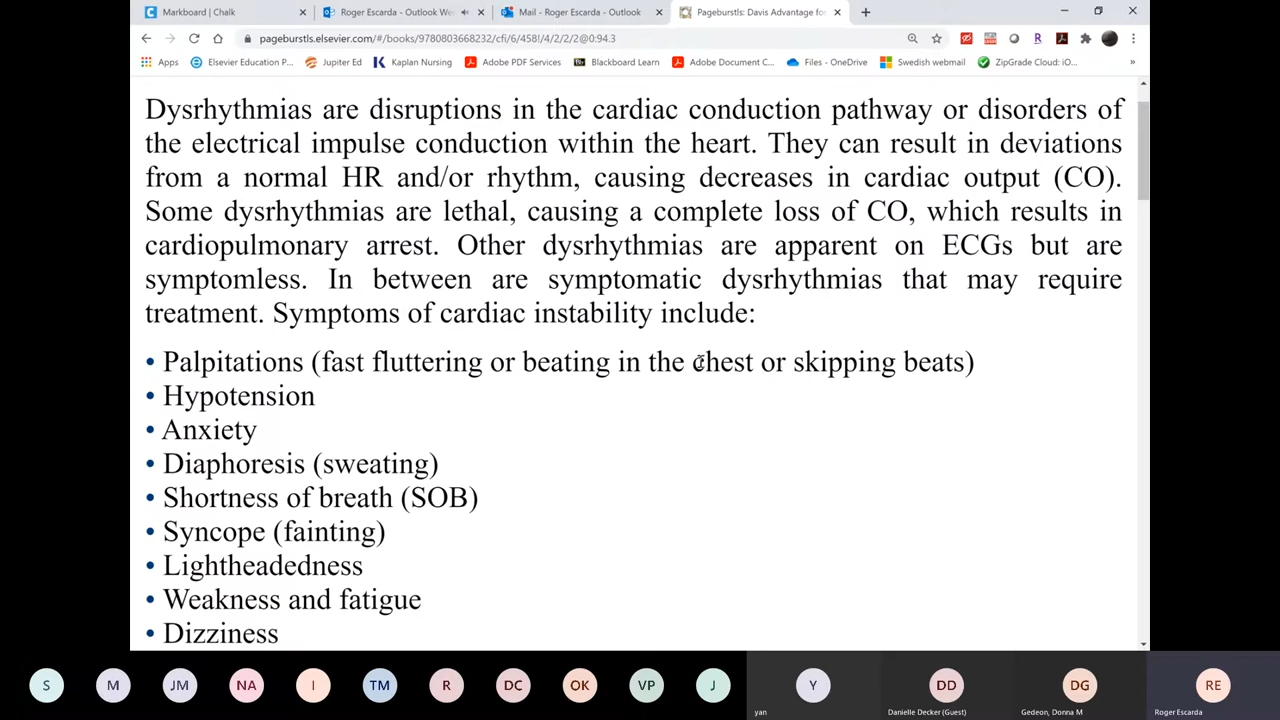 Markboard | Chalk
Roger Escarda - Outlook We
Mail - Roger Escarda - Outlook
Pageburstls: Davis Advantage for
pageburstls.elsevier.com/#/books/9780803668232/cfi/6/458!/4/2/2/2@0:94.3
Apps
Elsevier Education P...
Jupiter Ed
Kaplan Nursing
Adobe PDF Services
Blackboard Learn
Adobe Document C...
Files - OneDrive
Swedish webmail
ZipGrade Cloud: iO...
»
Dysrhythmias are disruptions in the cardiac conduction pathway or disorders of
the electrical impulse conduction within the heart. They can result in deviations
from a normal HR and/or rhythm, causing decreases in cardiac output (CO).
Some dysrhythmias are lethal, causing a complete loss of CO, which results in
cardiopulmonary arrest. Other dysrhythmias are apparent on ECGs but are
symptomless. In between are symptomatic dysrhythmias that may require
treatment. Symptoms of cardiac instability include:
• Palpitations (fast fluttering or beating in the chest or skipping beats)
• Hypotension
• Anxiety
• Diaphoresis (sweating)
• Shortness of breath (SOB)
• Syncope (fainting)
• Lightheadedness
• Weakness and fatigue
• Dizziness
S
M
JM
NA
I
TM
R
DC
OK
VP
J
Y
DD
DG
RE
yan
Danielle Decker (Guest)
Gedeon, Donna M
Roger Escarda